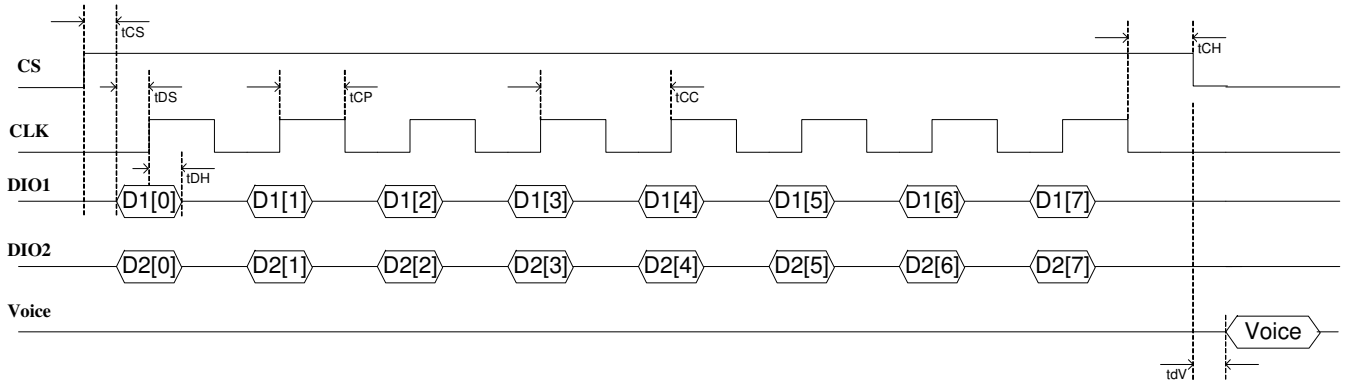 tCS
tCH
CS
tDS
tCP
tCC
CLK
tDH
DIO1
D1[0] D1[1] D1[2] D1[3] D1[4] D1[5] D1[6] D1[7]
DIO2
D2[0] D2[1] D2[2] D2[3] D2[4] D2[5] D2[6] D2[7]
Voice
Voice
tdV